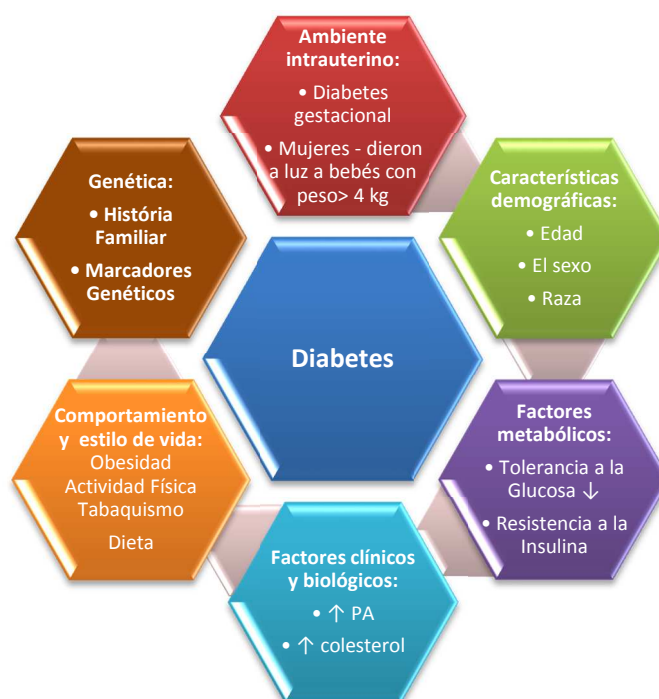 Ambiente
intrauterino:
• Diabetes
gestacional
• Mujeres - dieron
a luz a bebés con
peso> 4 kg
Características
demográficas:
• Edad
• El sexo
• Raza
Factores
metabólicos:
• Tolerancia a la
Glucosa ↓
• Resistencia a la
Insulina
Factores clínicos
y biológicos:
• ↑ PA
• ↑ colesterol
Comportamiento
y estilo de vida:
Obesidad
Actividad Física
Tabaquismo
Dieta
Genética:
• História
Familiar
• Marcadores
Genéticos
Diabetes